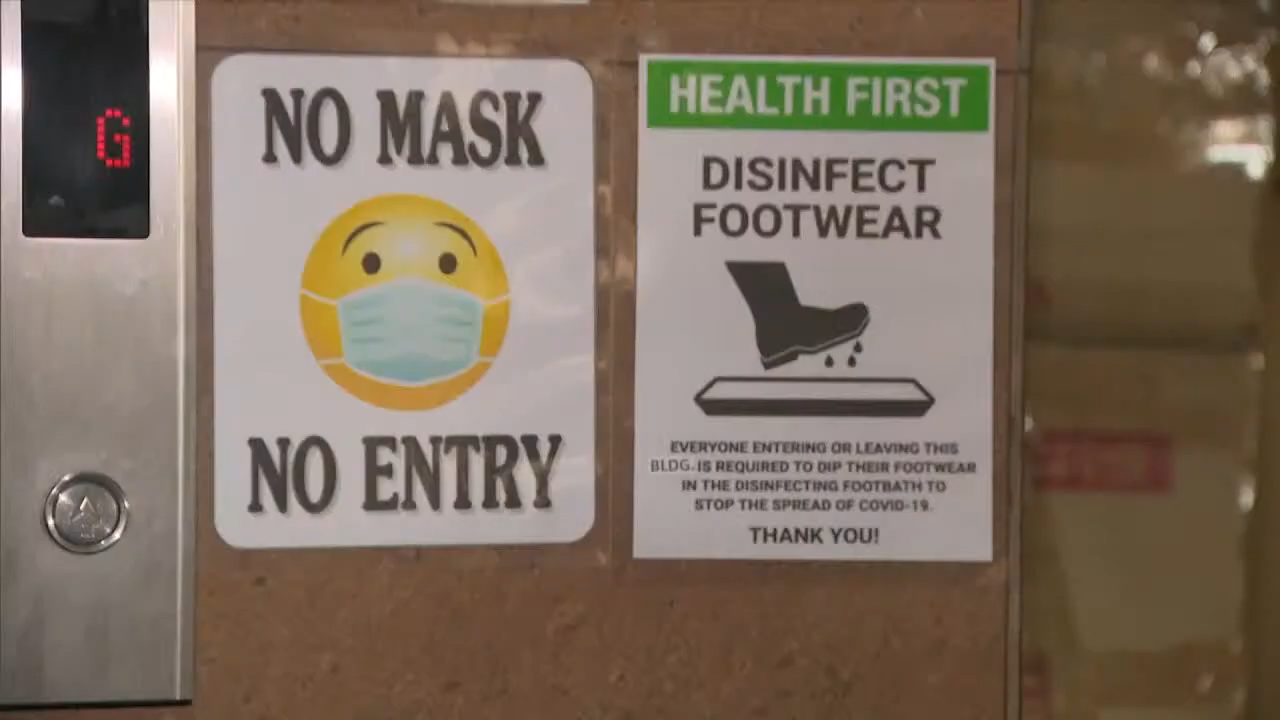 G
NO MASK
NO ENTRY
HEALTH FIRST
DISINFECT
FOOTWEAR
EVERYONE ENTERING OR LEAVING THIS
BLDG. IS REQUIRED TO DIP THEIR FOOTWEAR
IN THE DISINFECTING FOOTBATH TO
STOP THE SPREAD OF COVID-19.
THANK YOU!